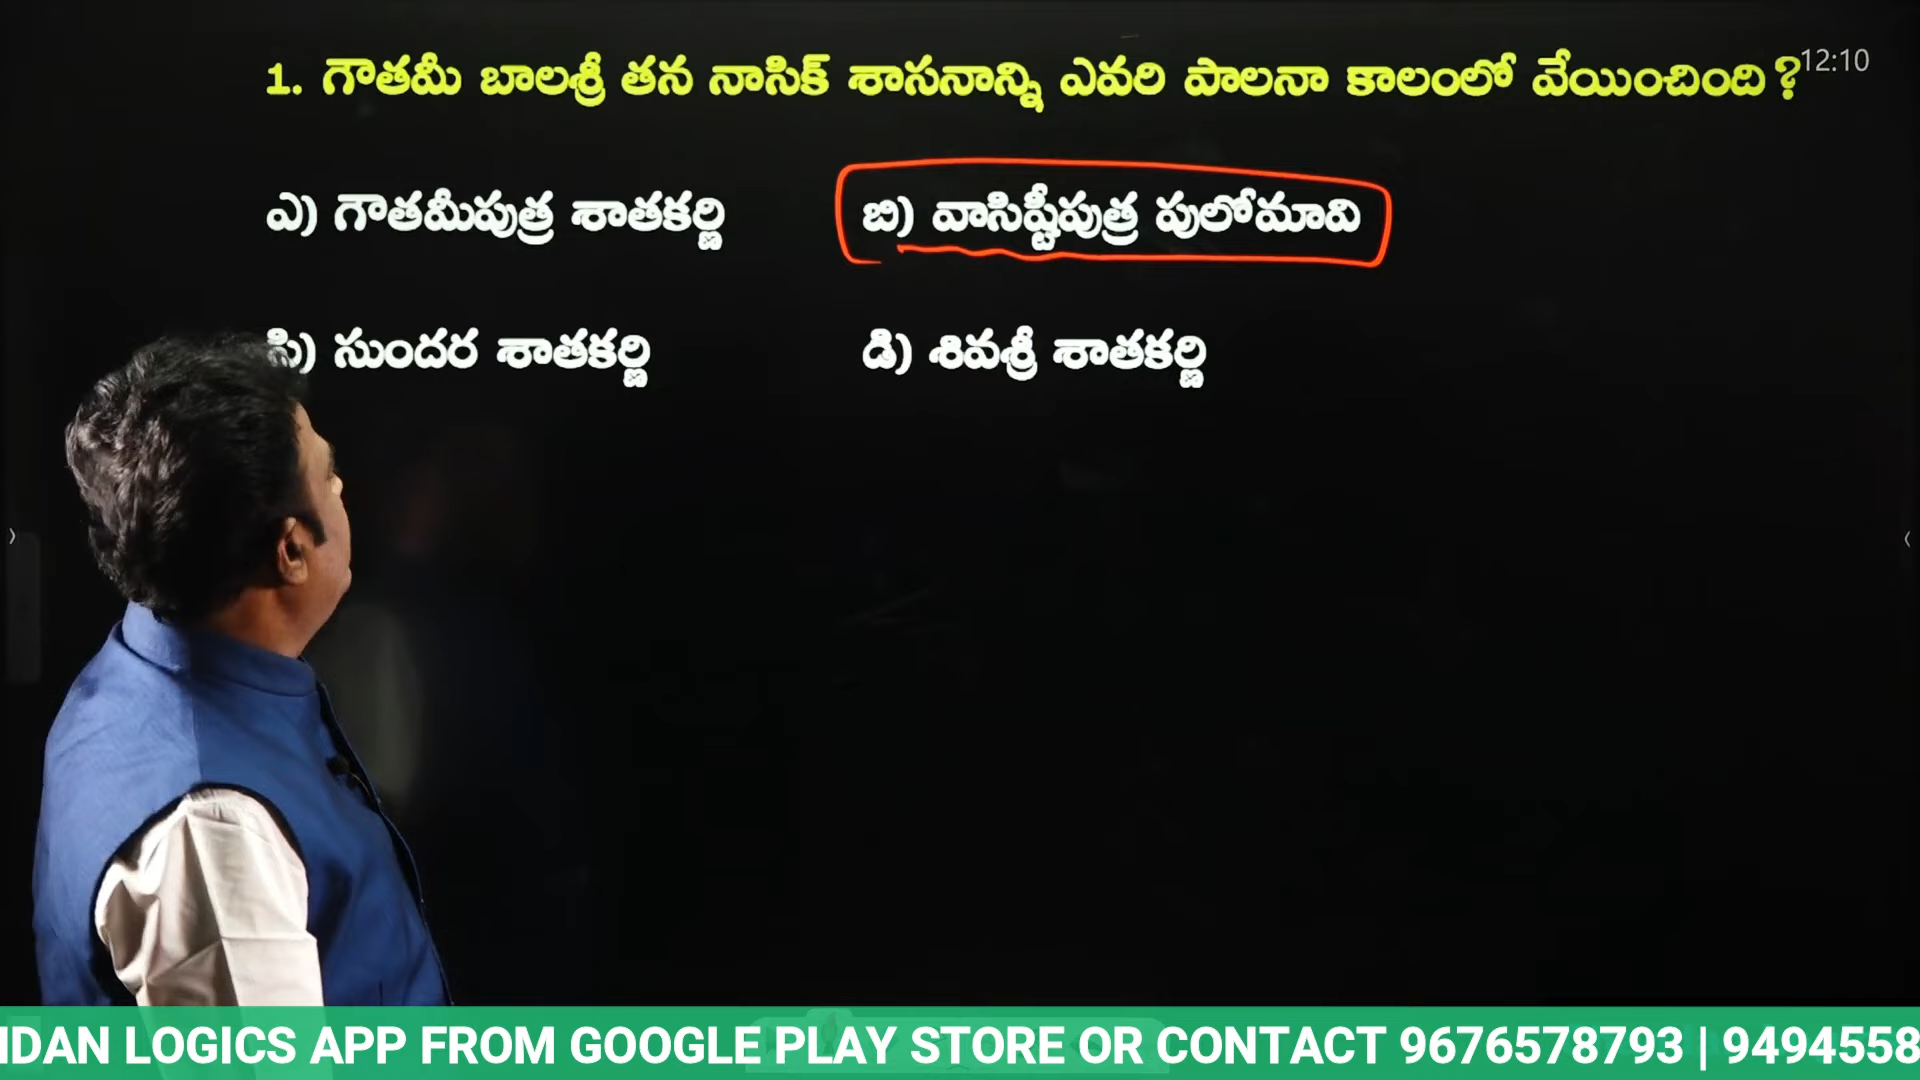 1. గౌతమీ బాలశ్రీ తన నాసిక్ శాసనాన్ని ఎవరి పాలనా కాలంలో వేయించింది?
12:10
ఎ) గౌతమీపుత్ర శాతకర్ణి
బి) వాసిష్టీపుత్ర పులోమావి
సి) సుందర శాతకర్ణి
డి) శివశ్రీ శాతకర్ణి
IDAN LOGICS APP FROM GOOGLE PLAY STORE OR CONTACT 9676578793 | 9494558